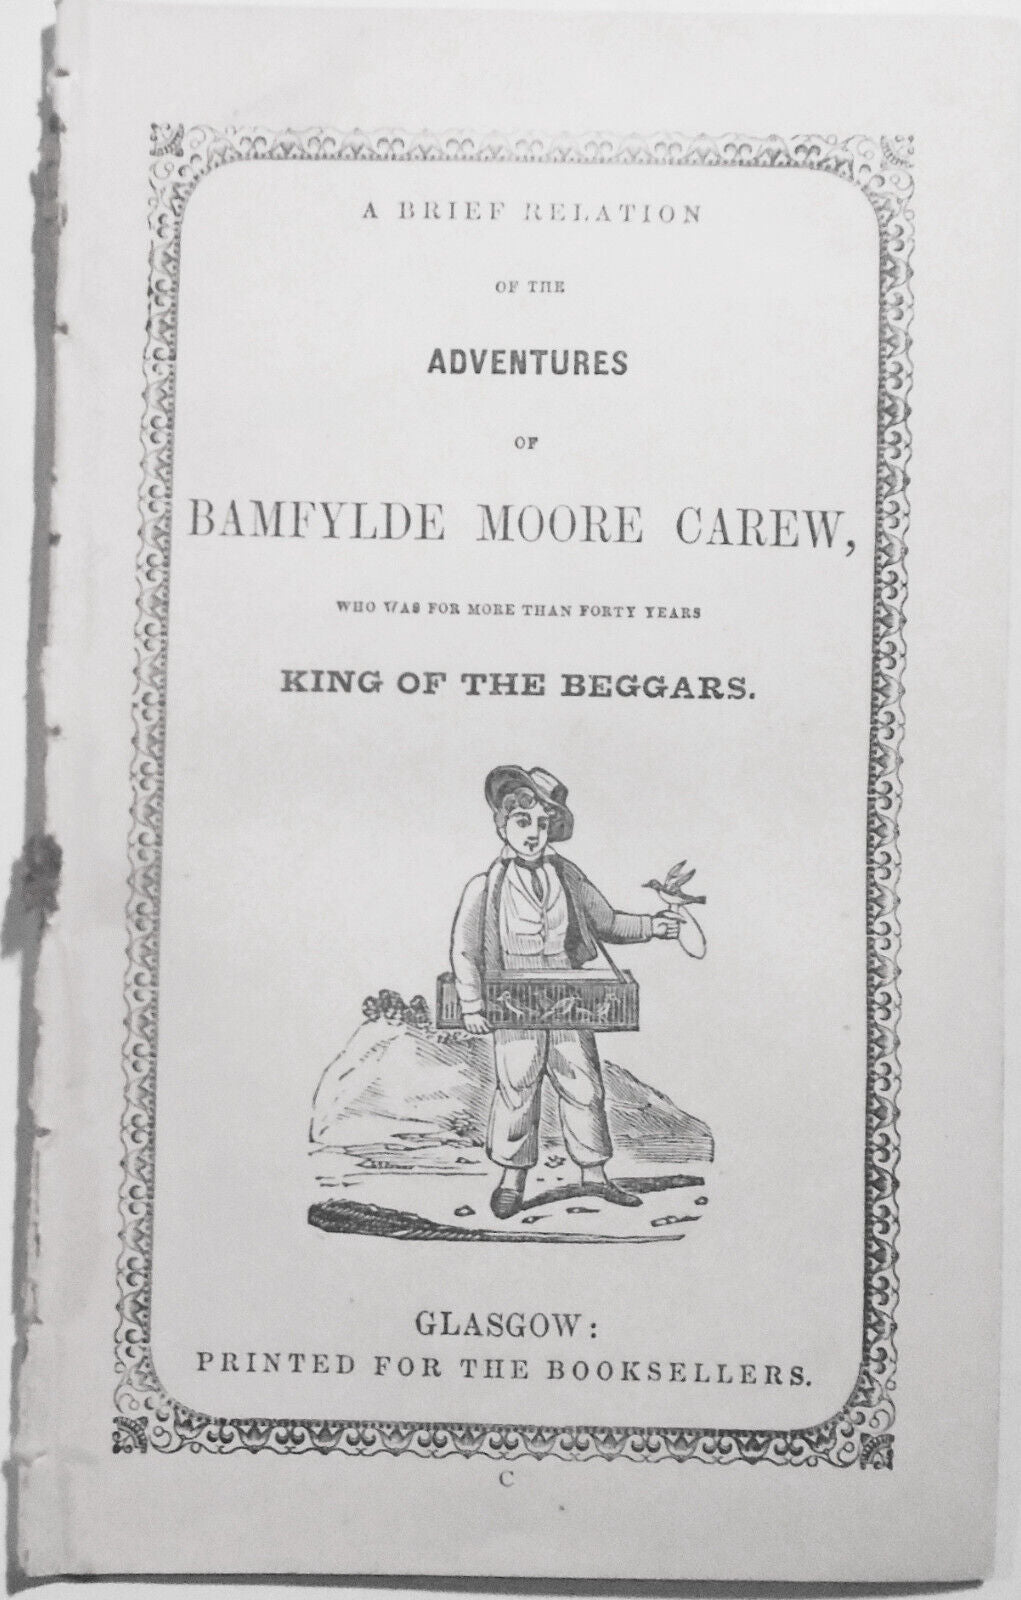 A BRIEF RELATION
OF THE
ADVENTURES
OF
BAMFYLDE MOORE CAREW,
WHO WAS FOR MORE THAN FORTY YEARS
KING OF THE BEGGARS.
GLASGOW:
PRINTED FOR THE BOOKSELLERS.
C